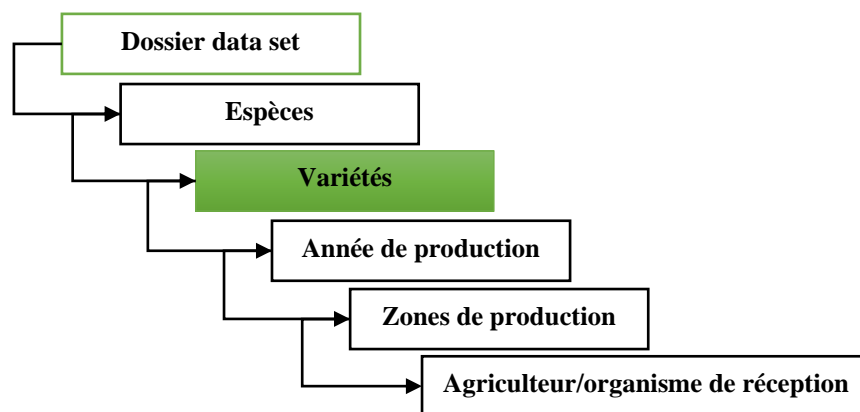 Dossier data set
Espèces
Variétés
Année de production
Zones de production
Agriculteur/organisme de réception